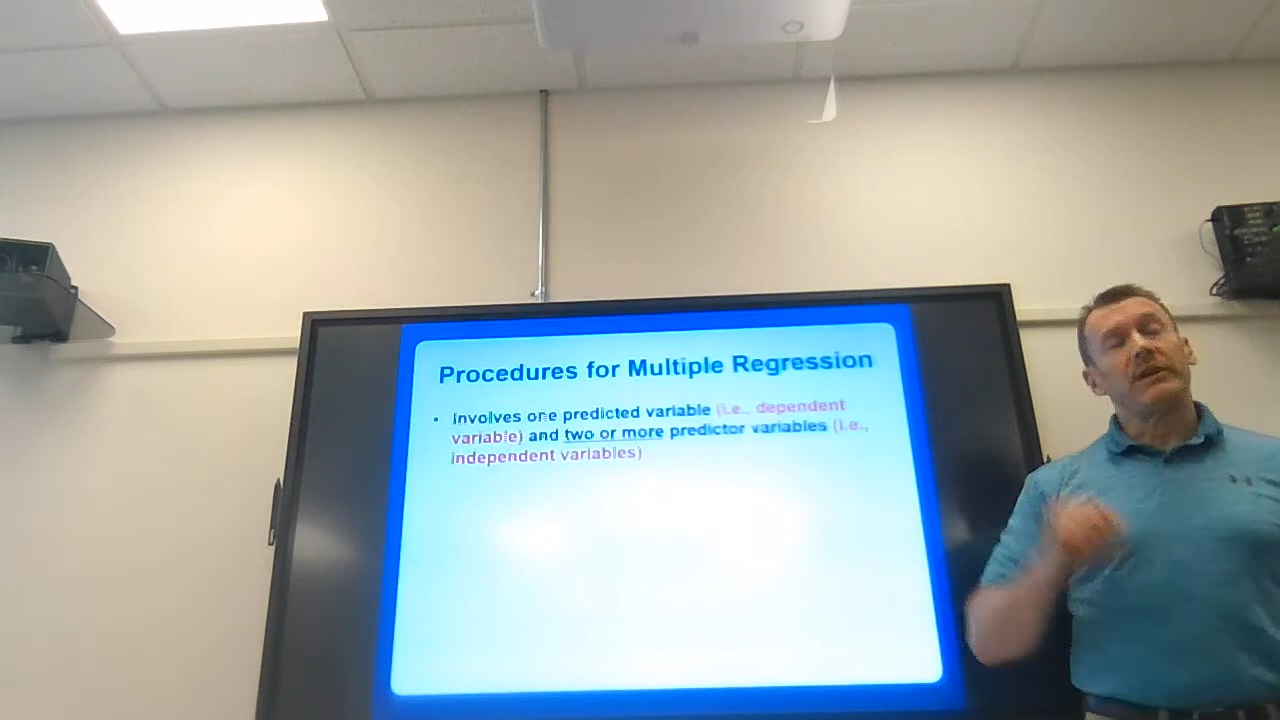 Procedures for Multiple Regression
• Involves one predicted variable (i.e., dependent
variable) and two or more predictor variables (i.e.,
independent variables)